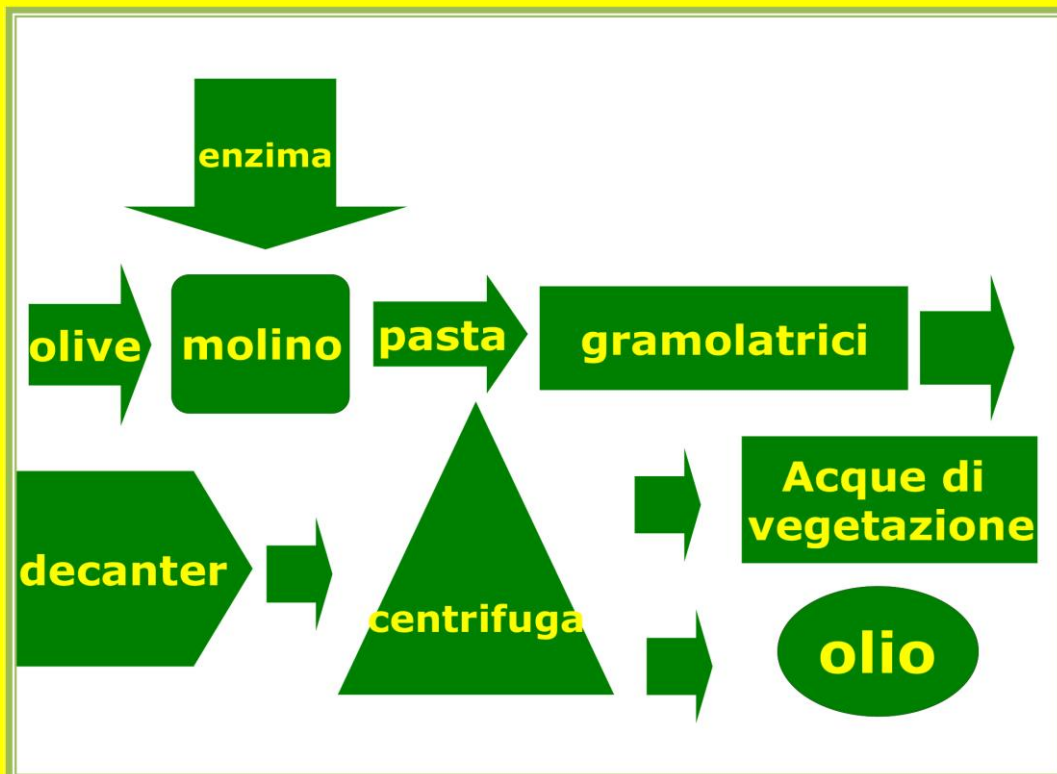 enzima
olive
molino
pasta
gramolatrici
decanter
centrifuga
Acque di
vegetazione
olio